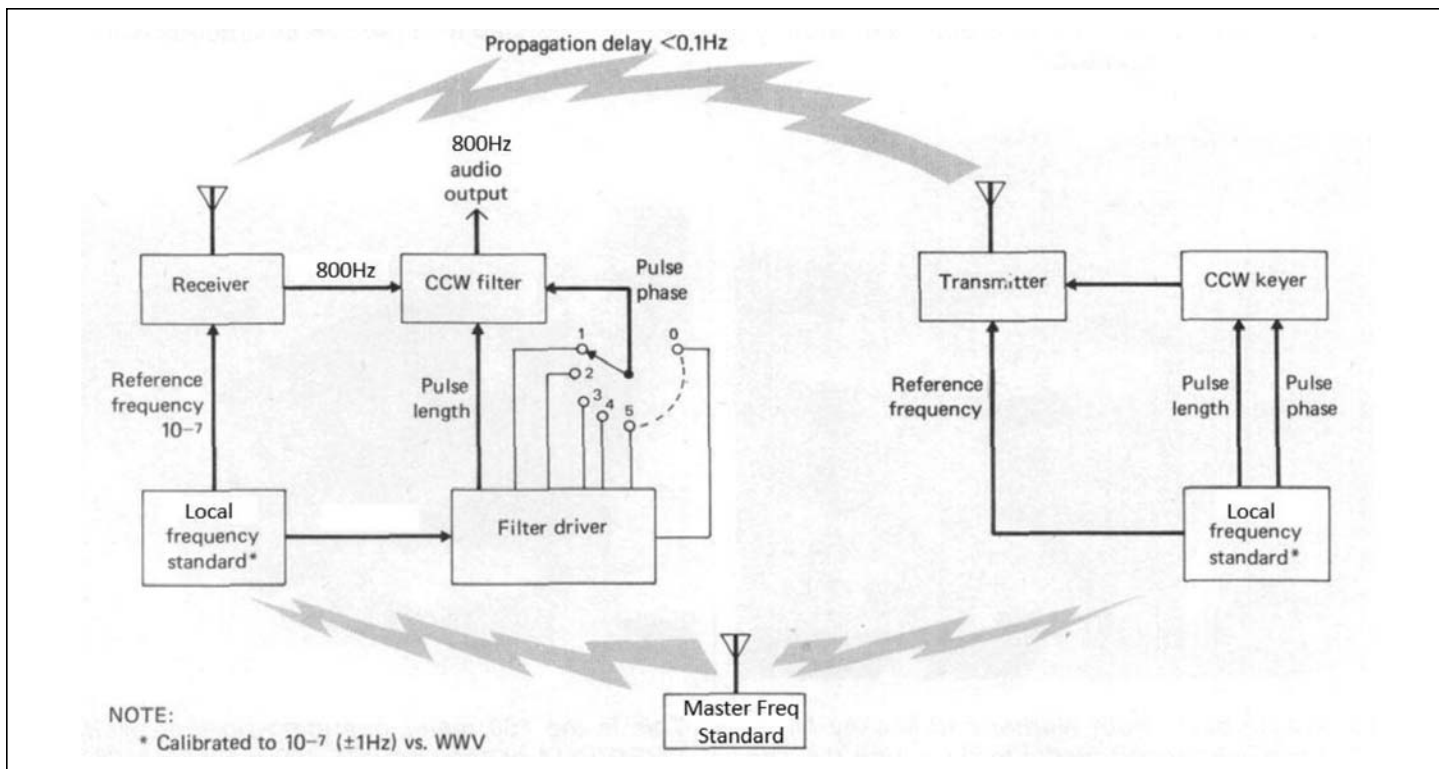 Propagation delay <0.1Hz
800Hz
audio
output
Receiver
800Hz
CCW filter
Pulse
phase
Transmitter
CCW keyer
1
0
2
3
4
5
Reference
frequency
10−7
Pulse
length
Reference
frequency
Pulse
length
Pulse
phase
Local
frequency
standard*
Filter driver
Local
frequency
standard*
Master Freq
Standard
NOTE:
* Calibrated to 10−7 (±1Hz) vs. WWV